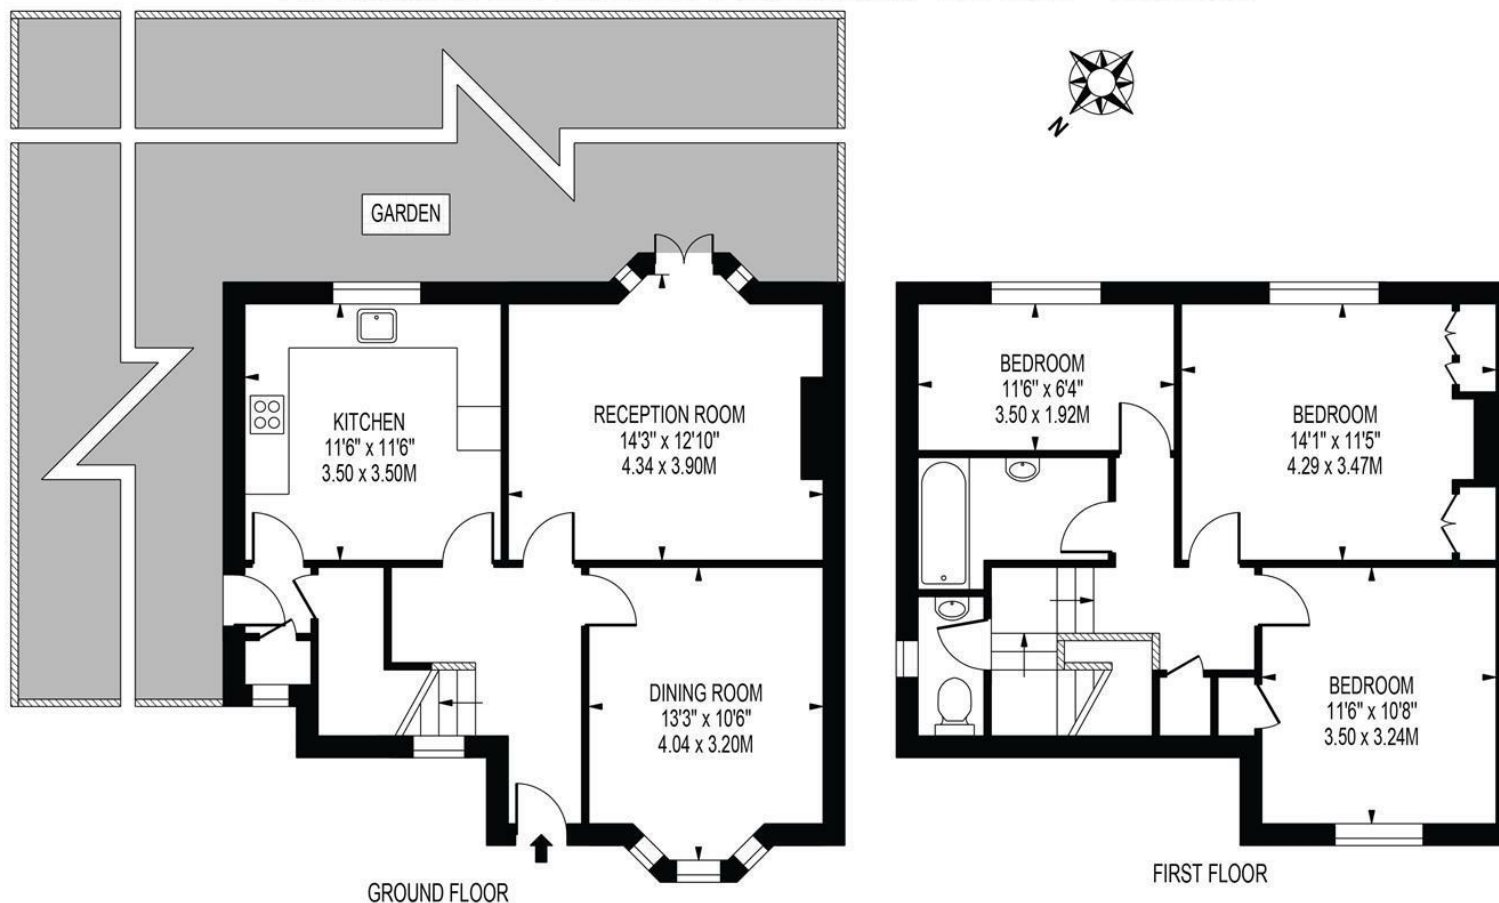 N
GARDEN
KITCHEN
11'6" x 11'6"
3.50 x 3.50M
RECEPTION ROOM
14'3" x 12'10"
4.34 x 3.90M
DINING ROOM
13'3" x 10'6"
4.04 x 3.20M
GROUND FLOOR
BEDROOM
11'6" x 6'4"
3.50 x 1.92M
BEDROOM
14'1" x 11'5"
4.29 x 3.47M
BEDROOM
11'6" x 10'8"
3.50 x 3.24M
FIRST FLOOR